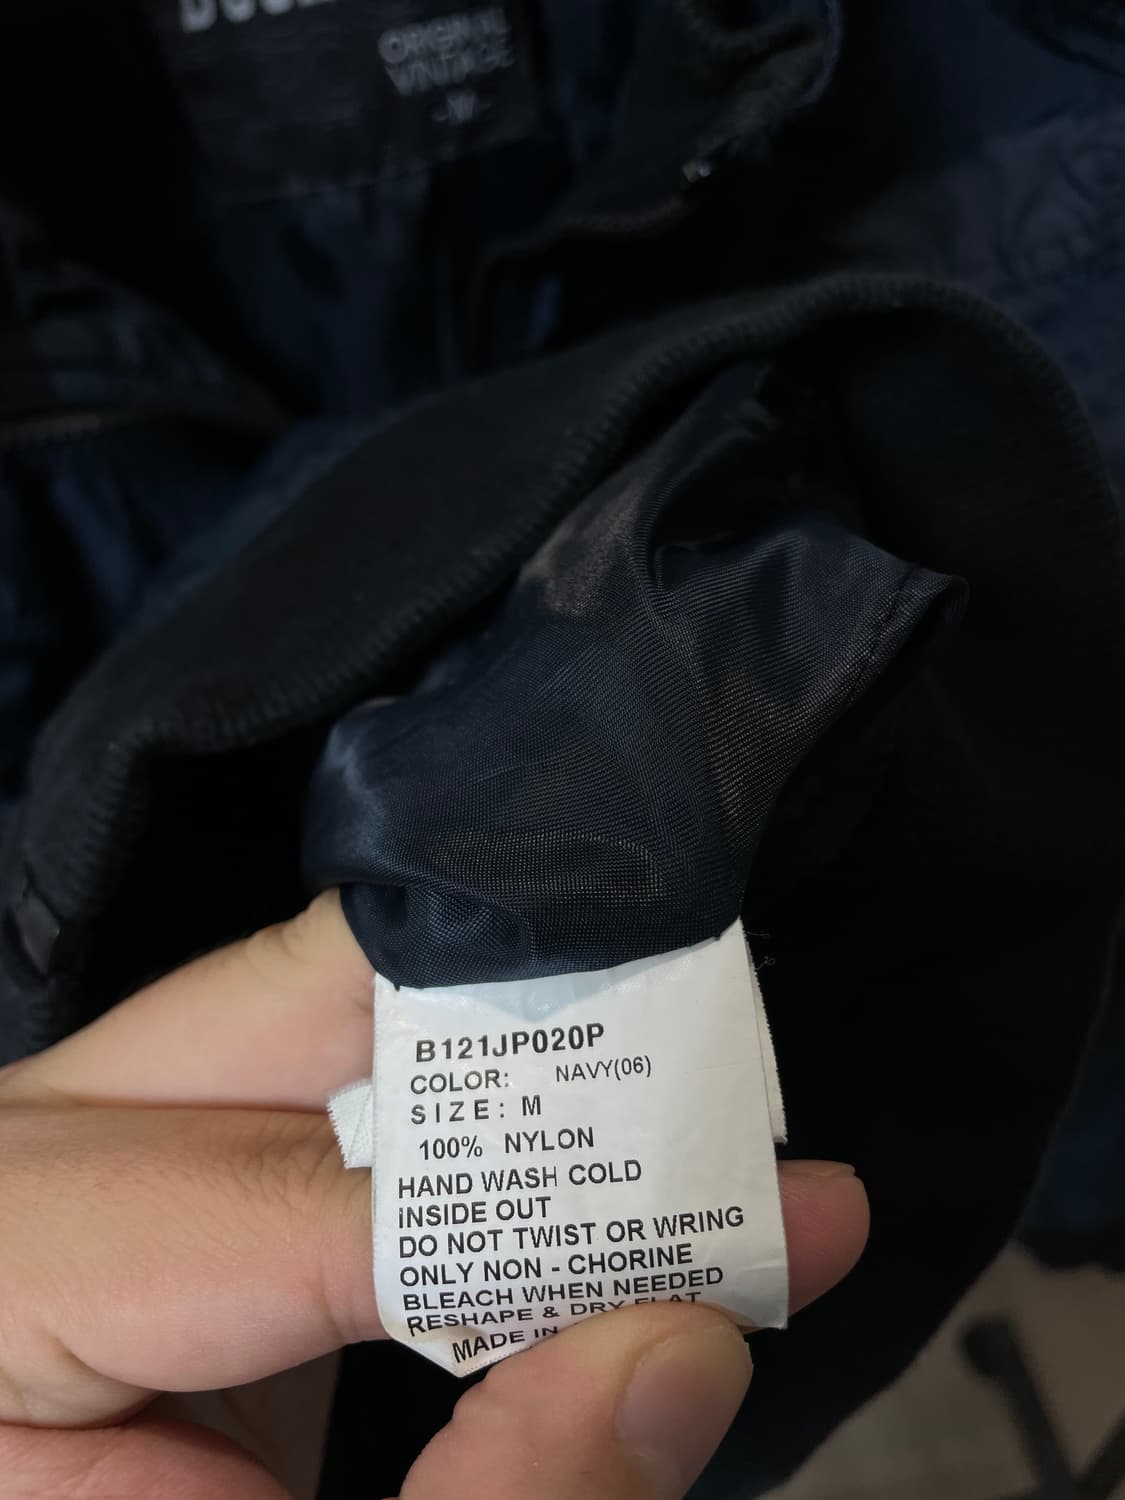 ORIGINAL
VINTAGE
B121JP020P
COLOR: NAVY(06)
SIZE: M
100% NYLON
HAND WASH COLD
INSIDE OUT
DO NOT TWIST OR WRING
ONLY NON - CHORINE
BLEACH WHEN NEEDED
RESHAPE & DRY FLAT
MADE IN